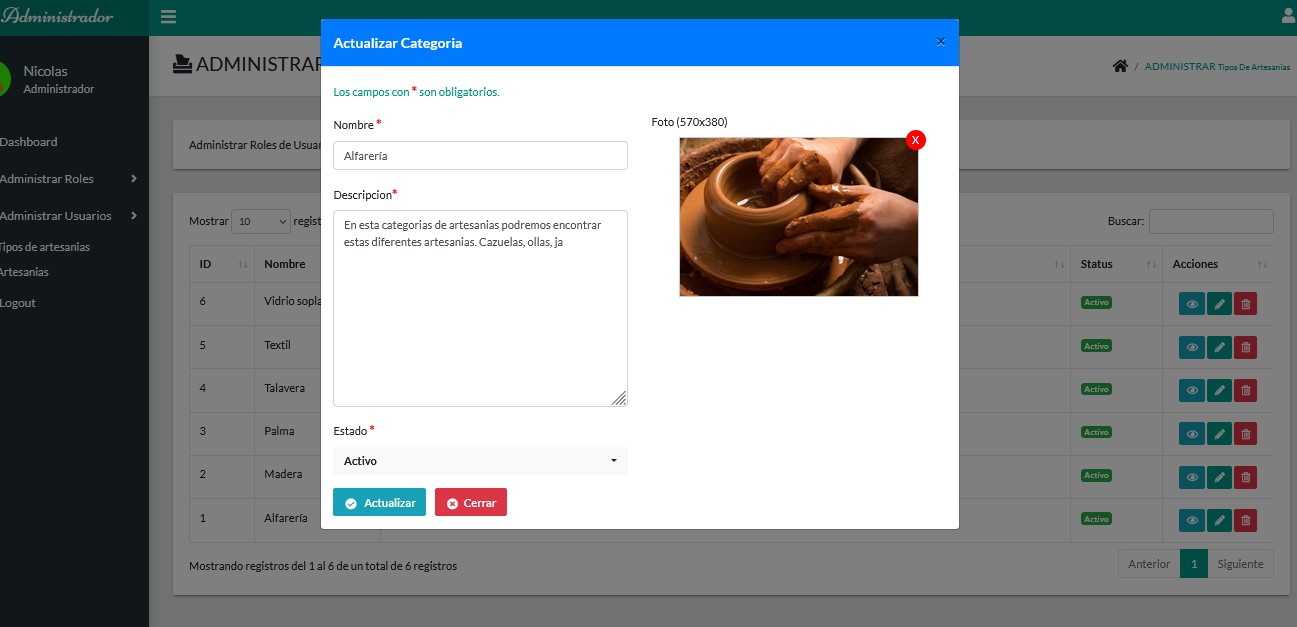 Administrador
Nicolas
Administrador
Dashboard
Administrar Roles
Administrar Usuarios
Tipos de artesanias
Artesanias
Logout
ADMINISTRAR
/ ADMINISTRAR Tipos De Artesanias
Administrar Roles de Usuar
Mostrar 10 regist
Buscar:
ID Nombre Status Acciones
6 Vidrio sopla Activo
5 Textil Activo
4 Talavera Activo
3 Palma Activo
2 Madera Activo
1 Alfarería Activo
Mostrando registros del 1 al 6 de un total de 6 registros
Anterior 1 Siguiente
Actualizar Categoria ×
Los campos con * son obligatorios.
Nombre *
Alfarería
Descripcion*
En esta categorias de artesanias podremos encontrar
estas diferentes artesanias. Cazuelas, ollas, ja
Estado *
Activo
Actualizar Cerrar
Foto (570x380)
X